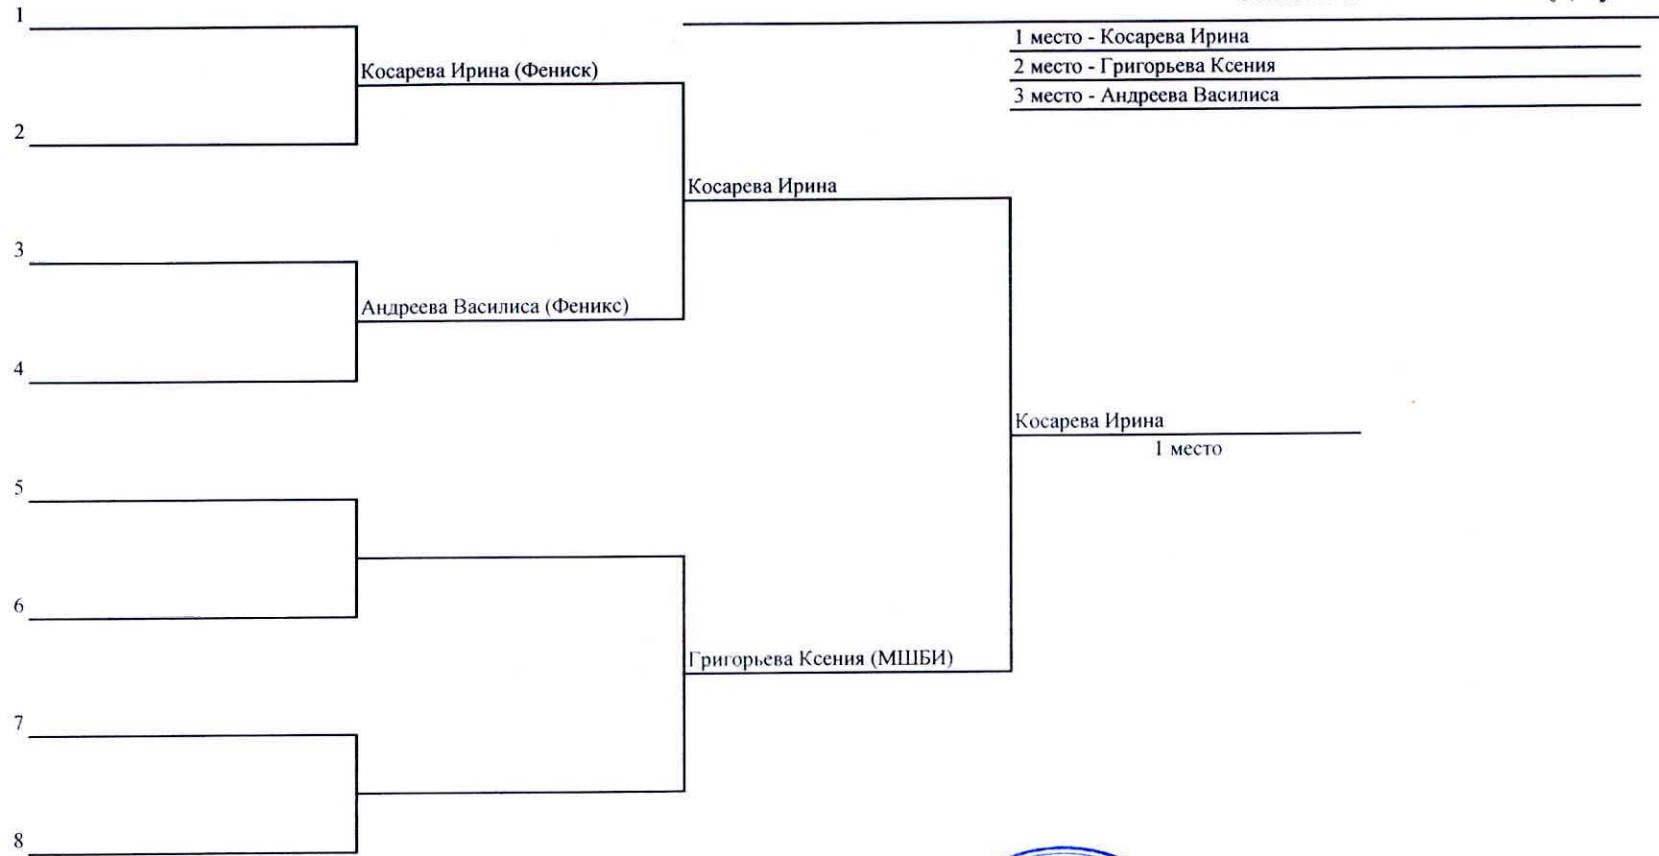 1
1 место - Косарева Ирина
2 место - Григорьева Ксения
3 место - Андреева Василиса
Косарева Ирина (Фениск)
2
Косарева Ирина
3
Андреева Василиса (Феникс)
4
Косарева Ирина
1 место
5
6
Григорьева Ксения (МШБИ)
7
8